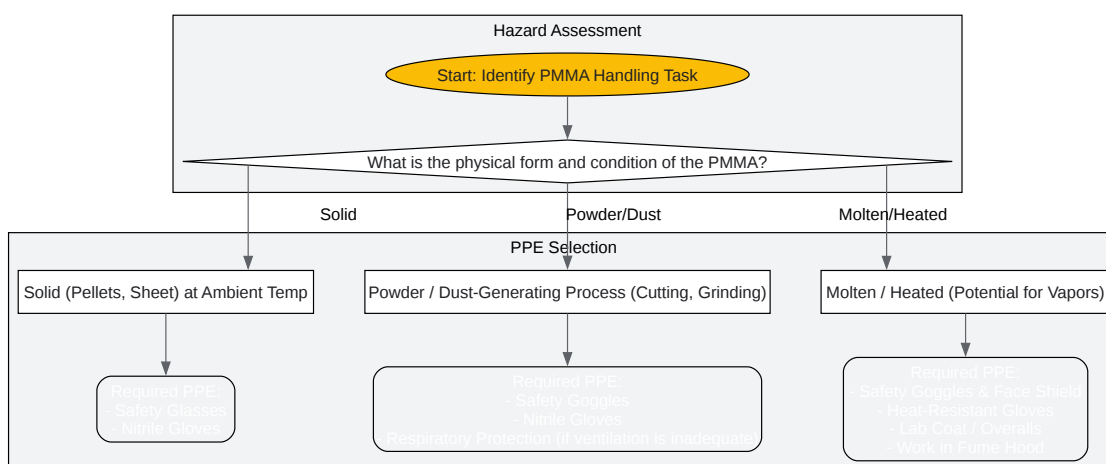 Hazard Assessment
Start: Identify PMMA Handling Task
What is the physical form and condition of the PMMA?
Solid
Powder/Dust
Molten/Heated
PPE Selection
Solid (Pellets, Sheet) at Ambient Temp
Powder / Dust-Generating Process (Cutting, Grinding)
Molten / Heated (Potential for Vapors)
Required PPE:
- Safety Glasses
- Nitrile Gloves
Required PPE:
- Safety Goggles
- Nitrile Gloves
- Respiratory Protection (if ventilation is inadequate)
Required PPE:
- Safety Goggles & Face Shield
- Heat-Resistant Gloves
- Lab Coat / Overalls
- Work in Fume Hood